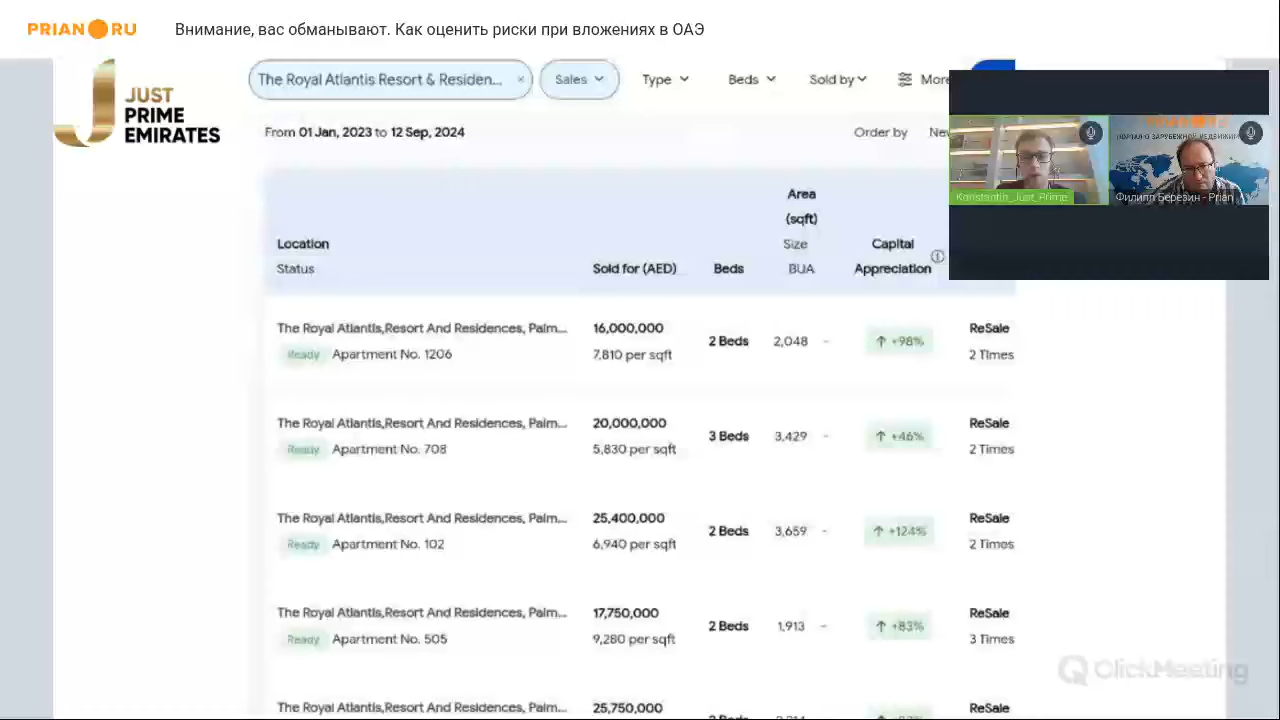 PRIAN RU
Внимание, вас обманывают. Как оценить риски при вложениях в ОАЭ
JUST
PRIME
EMIRATES
The Royal Atlantis Resort & Residen... ×
Sales
Type
Beds
Sold by
More
From 01 Jan, 2023 to 12 Sep, 2024
Order by
Location
Status
Sold for (AED)
Beds
Area
(sqft)
Size
BUA
Capital
Appreciation
The Royal Atlantis,Resort And Residences, Palm...
Ready Apartment No. 1206
16,000,000
7,810 per sqft
2 Beds
2,048 -
↑ +98%
ReSale
2 Times
The Royal Atlantis,Resort And Residences, Palm...
Ready Apartment No. 708
20,000,000
5,830 per sqft
3 Beds
3,429 -
↑ +46%
ReSale
2 Times
The Royal Atlantis,Resort And Residences, Palm...
Ready Apartment No. 102
25,400,000
6,940 per sqft
2 Beds
3,659 -
↑ +124%
ReSale
2 Times
The Royal Atlantis,Resort And Residences, Palm...
Ready Apartment No. 505
17,750,000
9,280 per sqft
2 Beds
1,913 -
↑ +83%
ReSale
3 Times
The Royal Atlantis,Resort And Residences, Palm...
25,750,000
ReSale
Konstantin_Just_Prime
Филипп Березин - Prian
ClickMeeting